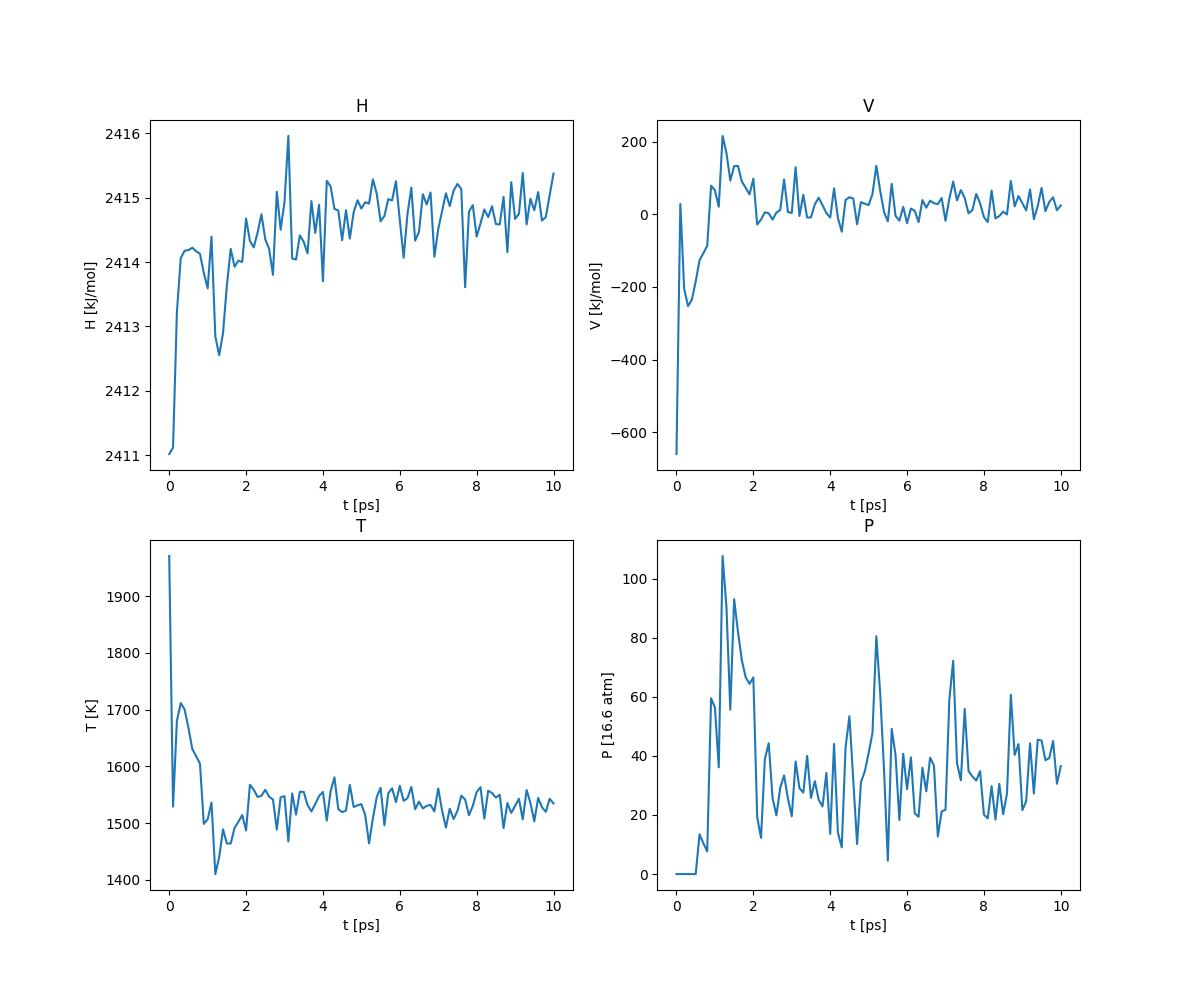 H
H [kJ/mol]
2416
2415
2414
2413
2412
2411
0 2 4 6 8 10
t [ps]
V
V [kJ/mol]
200
0
−200
−400
−600
0 2 4 6 8 10
t [ps]
T
T [K]
1900
1800
1700
1600
1500
1400
0 2 4 6 8 10
t [ps]
P
P [16.6 atm]
100
80
60
40
20
0
0 2 4 6 8 10
t [ps]